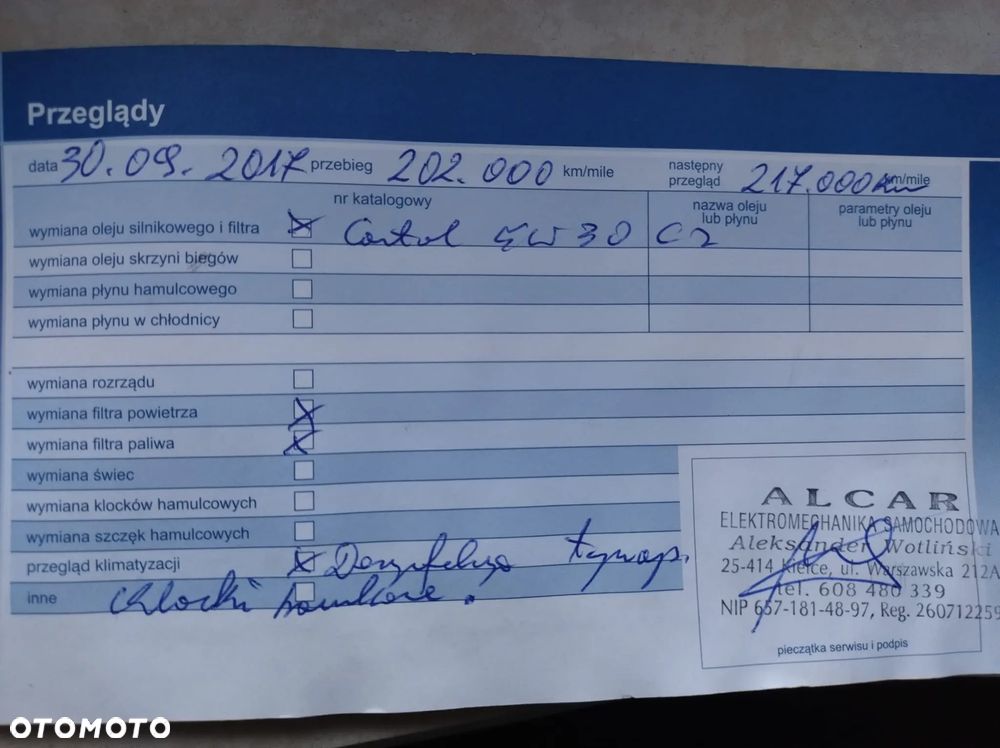 Przeglądy
data 30.09.2017 przebieg 202.000 km/mile następny przegląd 217.000 km/mile
nr katalogowy nazwa oleju lub płynu parametry oleju lub płynu
wymiana oleju silnikowego i filtra 5W30 C2
wymiana oleju skrzyni biegów
wymiana płynu hamulcowego
wymiana płynu w chłodnicy
wymiana rozrządu
wymiana filtra powietrza
wymiana filtra paliwa
wymiana świec
wymiana klocków hamulcowych
wymiana szczęk hamulcowych
przegląd klimatyzacji
inne Klocki
ALCAR
ELEKTROMECHANIKA SAMOCHODOWA
Aleksander Wotliński
25-414 Kielce, ul. Warszawska 212A
tel. 608 480 339
NIP 657-181-48-97, Reg. 260712259
pieczątka serwisu i podpis
OTOMOTO